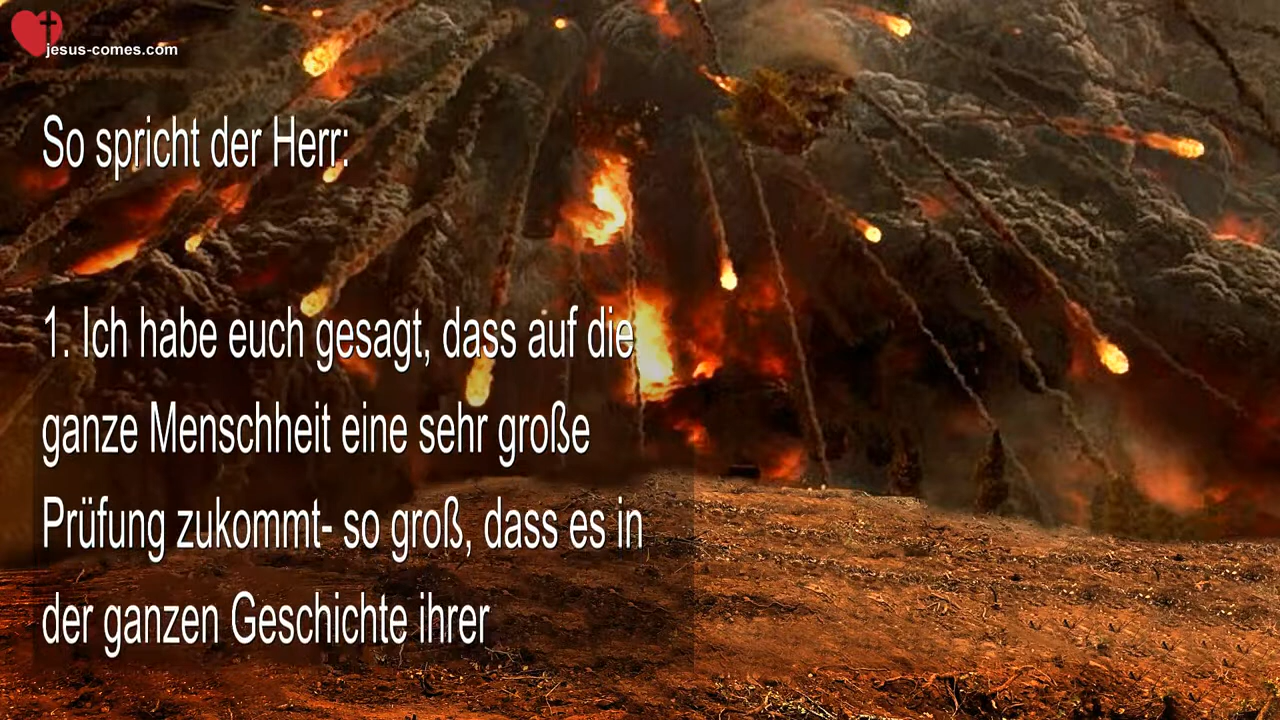 jesus-comes.com
So spricht der Herr:
1. Ich habe euch gesagt, dass auf die
ganze Menschheit eine sehr große
Prüfung zukommt- so groß, dass es in
der ganzen Geschichte ihrer